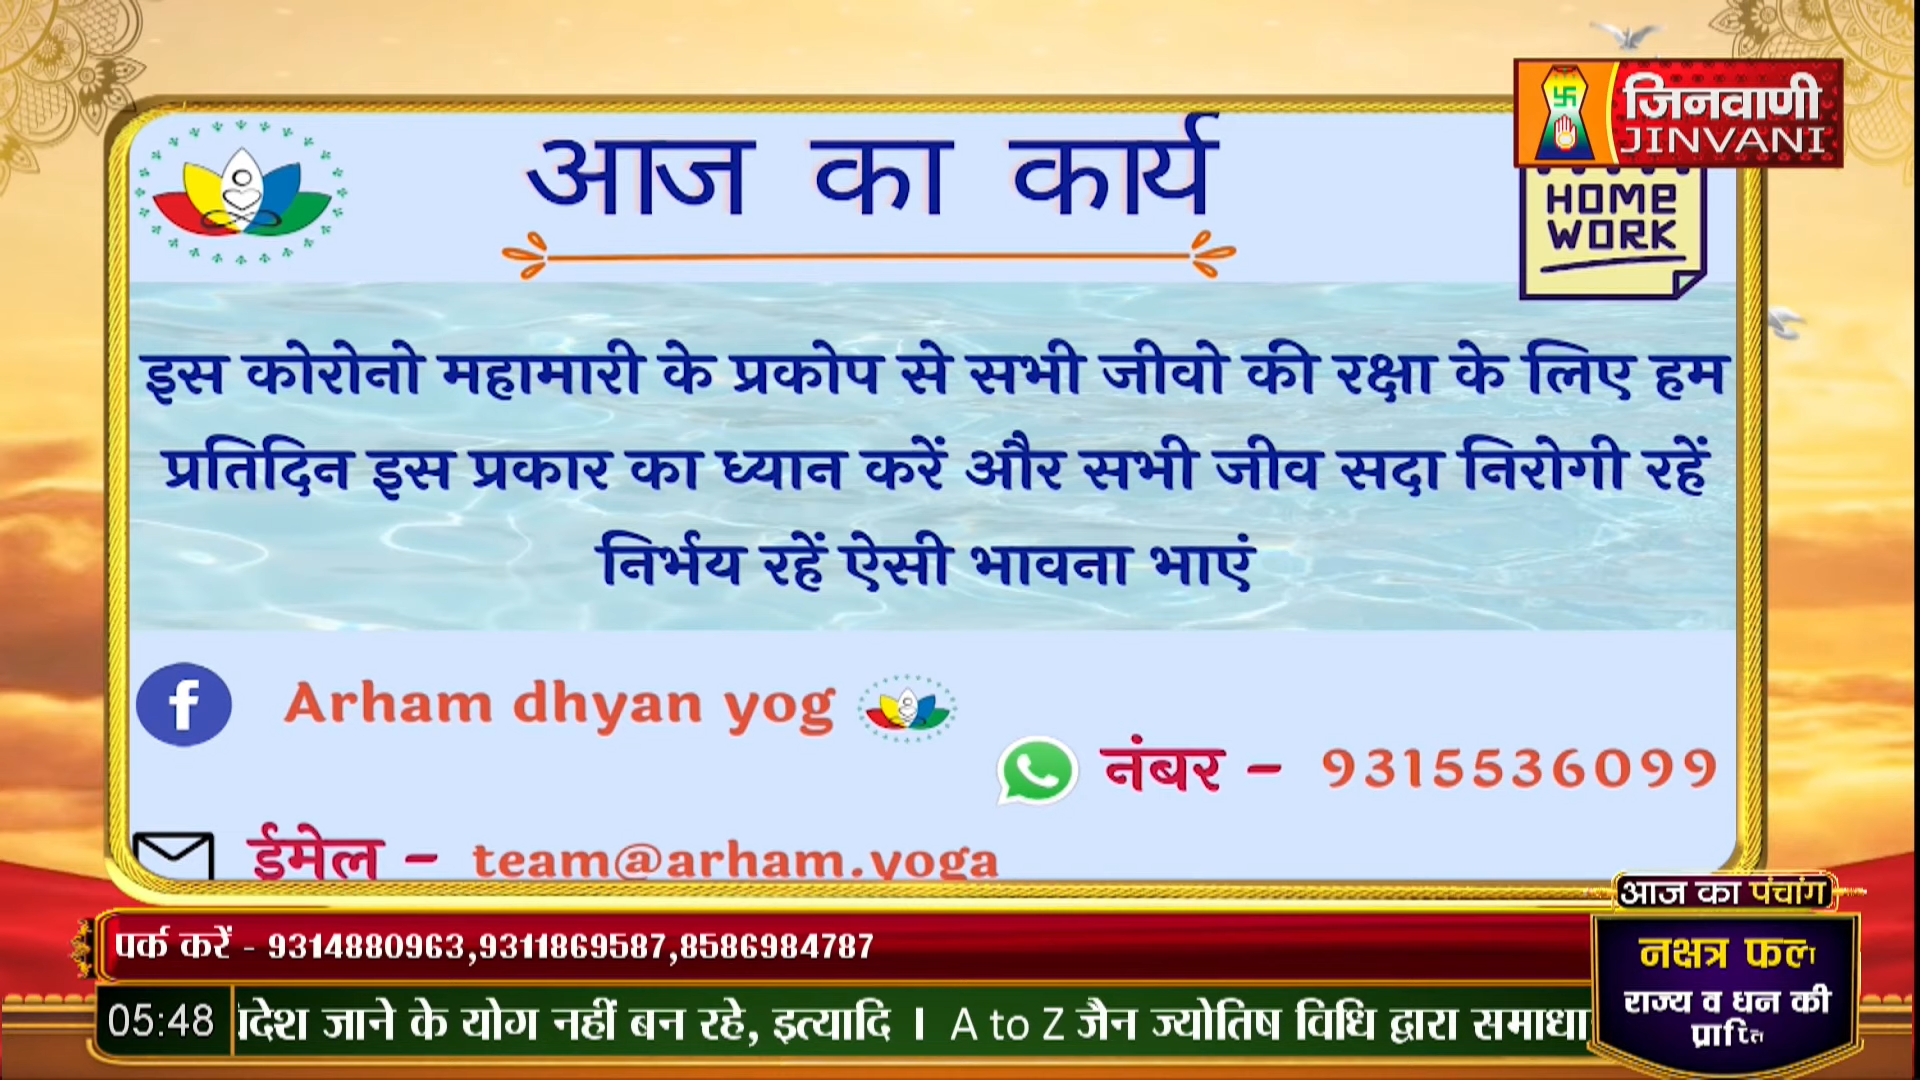 जिनवाणी
JINVANI
आज का कार्य
HOME
WORK
इस कोरोनो महामारी के प्रकोप से सभी जीवो की रक्षा के लिए हम
प्रतिदिन इस प्रकार का ध्यान करें और सभी जीव सदा निरोगी रहें
निर्भय रहें ऐसी भावना भाएं
f Arham dhyan yog
नंबर - 9315536099
ईमेल - team@arham.yoga
आज का पंचांग
पर्क करें - 9314880963,9311869587,8586984787
नक्षत्र फल
राज्य व धन की
प्राप्ति
05:48
जाने के योग नहीं बन रहे, इत्यादि । A to Z जैन ज्योतिष विधि द्वारा